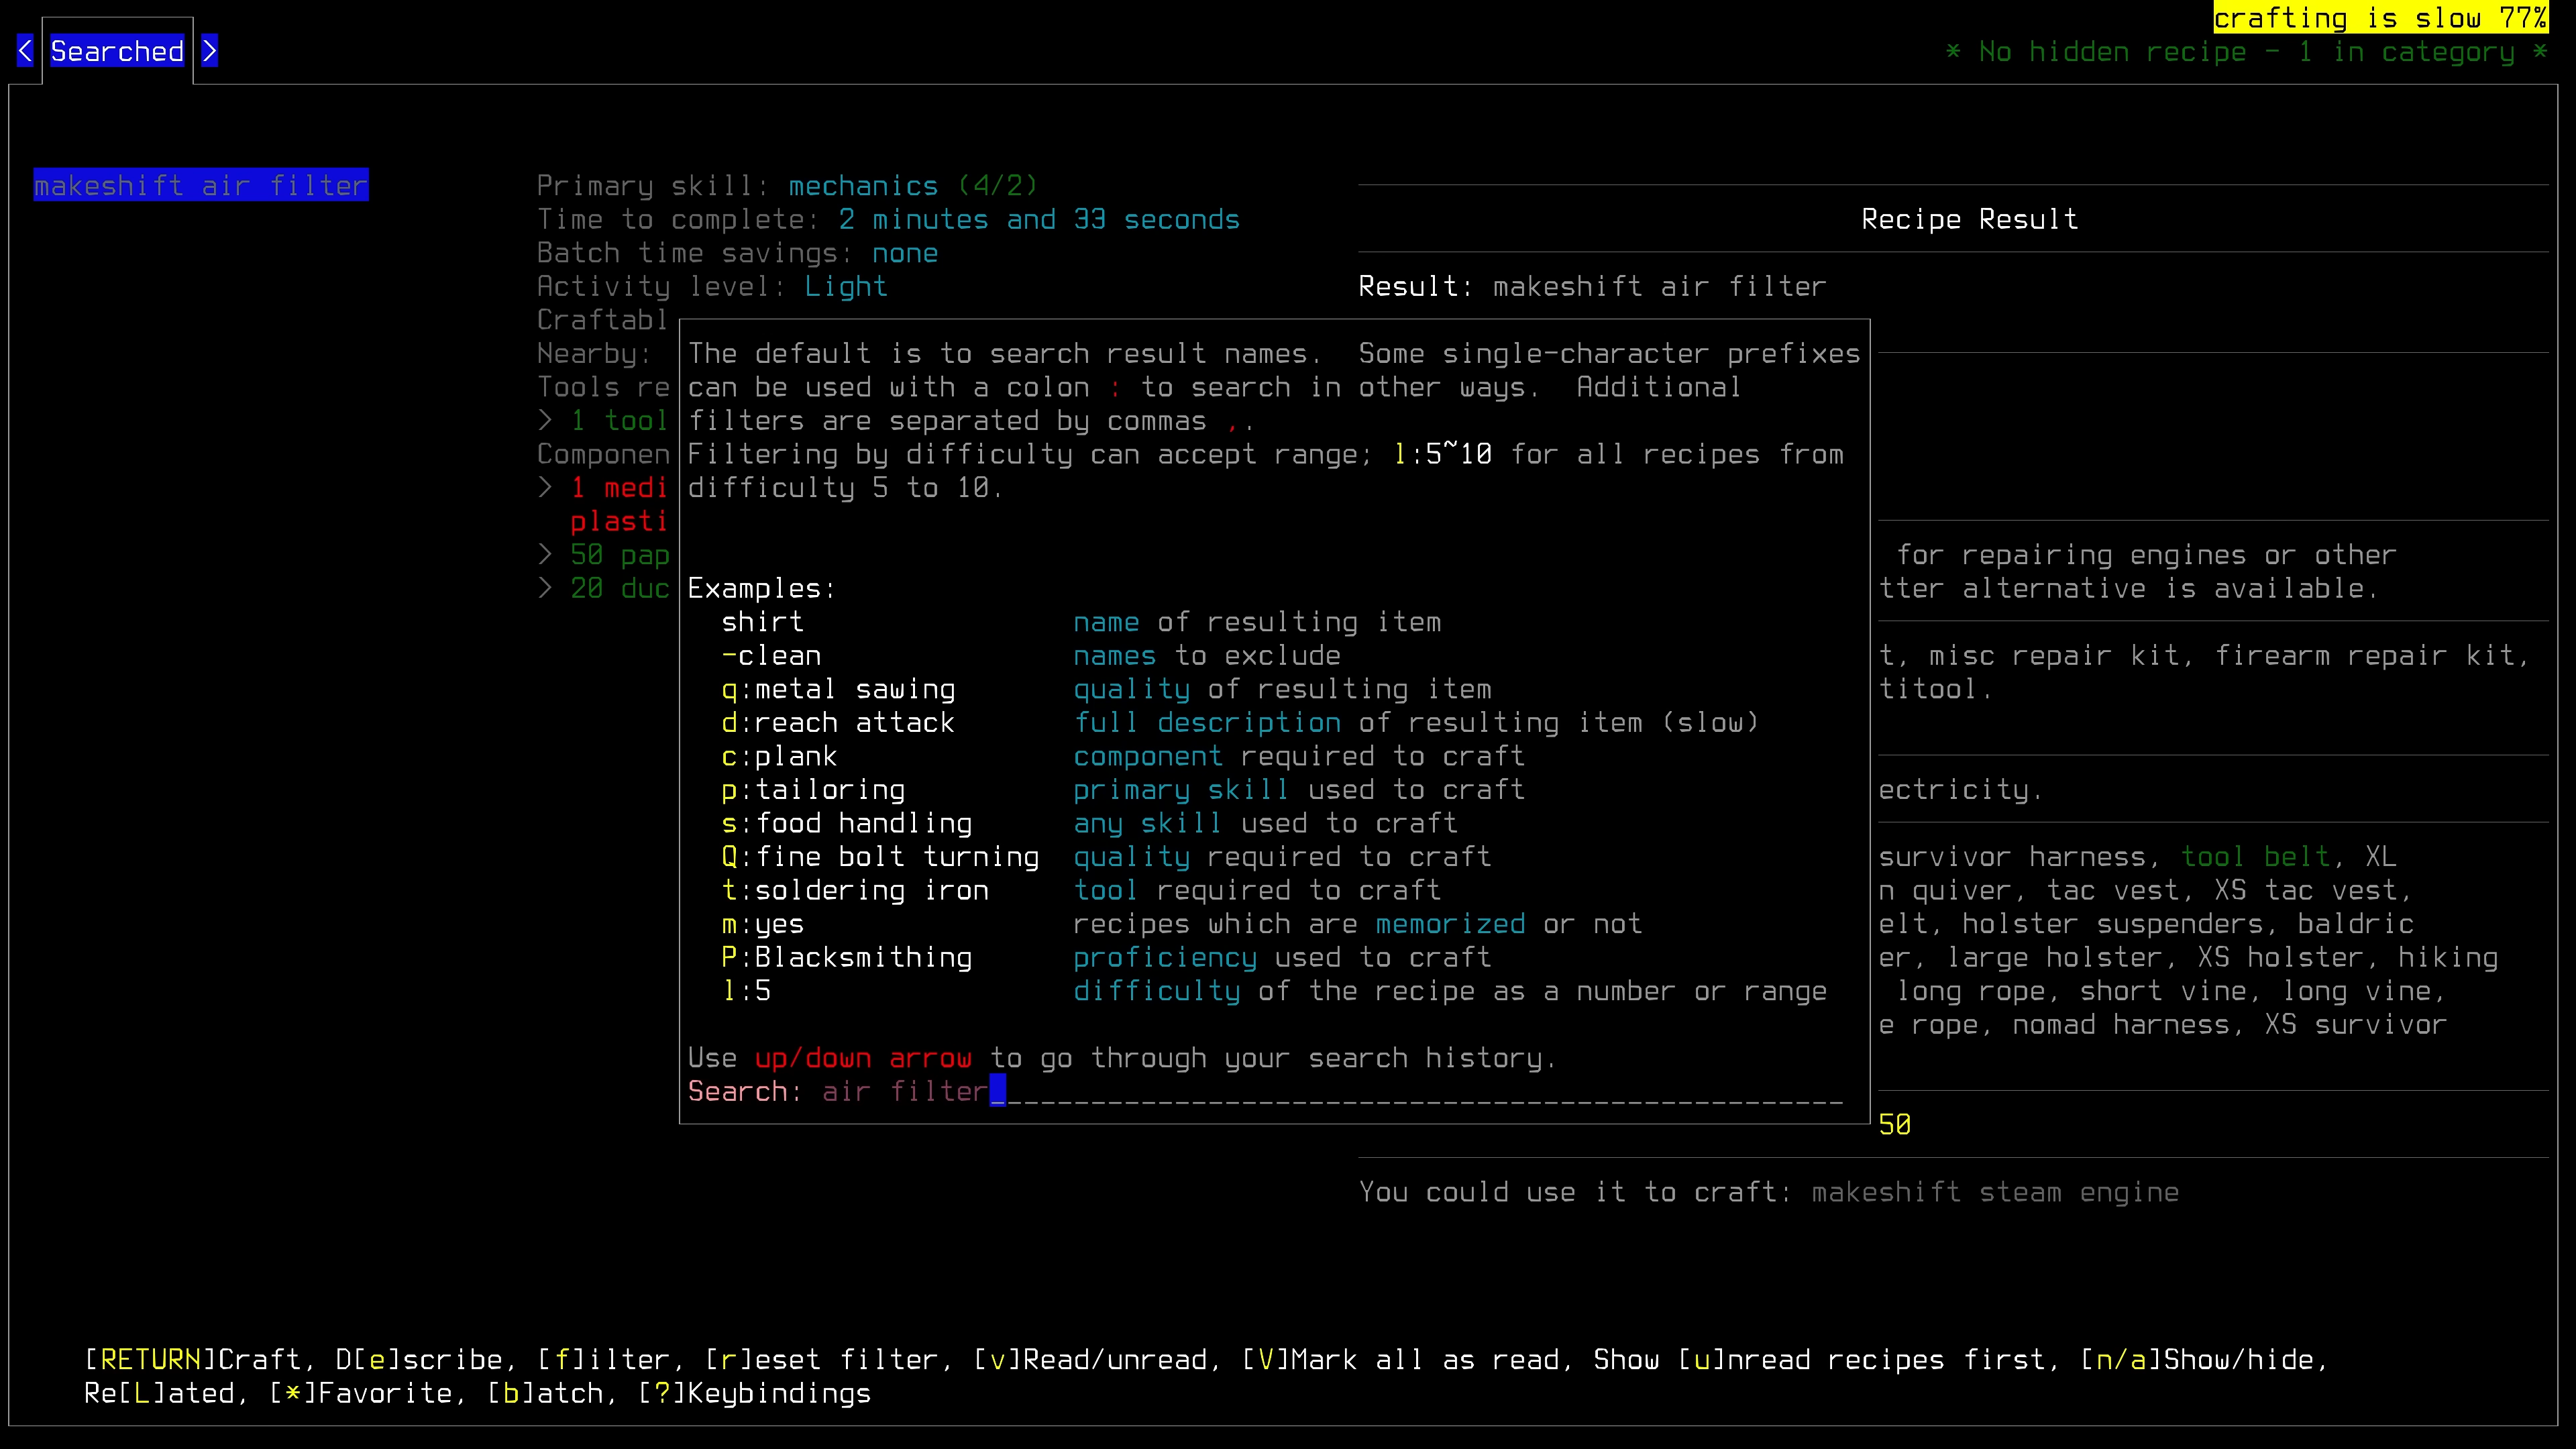 crafting is slow 77%
< Searched >
* No hidden recipe - 1 in category *
makeshift air filter
Primary skill: mechanics (4/2)
Time to complete: 2 minutes and 33 seconds
Batch time savings: none
Activity level: Light
Craftabl
Nearby:
Tools re
> 1 tool
Componen
> 1 medi
plasti
> 50 pap
> 20 duc
Recipe Result
Result: makeshift air filter
for repairing engines or other
tter alternative is available.
t, misc repair kit, firearm repair kit,
titool.
ectricity.
survivor harness, tool belt, XL
n quiver, tac vest, XS tac vest,
elt, holster suspenders, baldric
er, large holster, XS holster, hiking
long rope, short vine, long vine,
e rope, nomad harness, XS survivor
50
You could use it to craft: makeshift steam engine
The default is to search result names.  Some single-character prefixes
can be used with a colon : to search in other ways.  Additional
filters are separated by commas ,.
Filtering by difficulty can accept range; l:5~10 for all recipes from
difficulty 5 to 10.
Examples:
shirt name of resulting item
-clean names to exclude
q:metal sawing quality of resulting item
d:reach attack full description of resulting item (slow)
c:plank component required to craft
p:tailoring primary skill used to craft
s:food handling any skill used to craft
Q:fine bolt turning quality required to craft
t:soldering iron tool required to craft
m:yes recipes which are memorized or not
P:Blacksmithing proficiency used to craft
l:5 difficulty of the recipe as a number or range
Use up/down arrow to go through your search history.
Search: air filter
[RETURN]Craft, D[e]scribe, [f]ilter, [r]eset filter, [v]Read/unread, [V]Mark all as read, Show [u]nread recipes first, [n/a]Show/hide,
Re[L]ated, [*]Favorite, [b]atch, [?]Keybindings